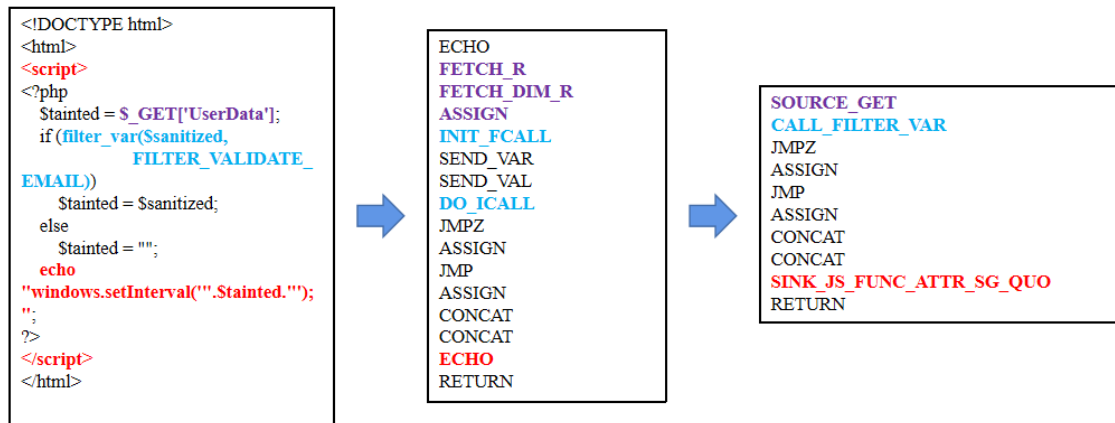 <!DOCTYPE html>
<html>
<script>
<?php
$tainted = $_GET['UserData'];
if (filter_var($sanitized,
FILTER_VALIDATE_
EMAIL))
$tainted = $sanitized;
else
$tainted = "";
echo
"windows.setInterval('".$tainted."');
";
?>
</script>
</html>
ECHO
FETCH_R
FETCH_DIM_R
ASSIGN
INIT_FCALL
SEND_VAR
SEND_VAL
DO_ICALL
JMPZ
ASSIGN
JMP
ASSIGN
CONCAT
CONCAT
ECHO
RETURN
SOURCE_GET
CALL_FILTER_VAR
JMPZ
ASSIGN
JMP
ASSIGN
CONCAT
CONCAT
SINK_JS_FUNC_ATTR_SG_QUO
RETURN